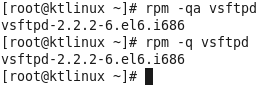 [root@ktlinux ~]# rpm -qa vsftpd
vsftpd-2.2.2-6.el6.i686
[root@ktlinux ~]# rpm -q vsftpd
vsftpd-2.2.2-6.el6.i686
[root@ktlinux ~]#